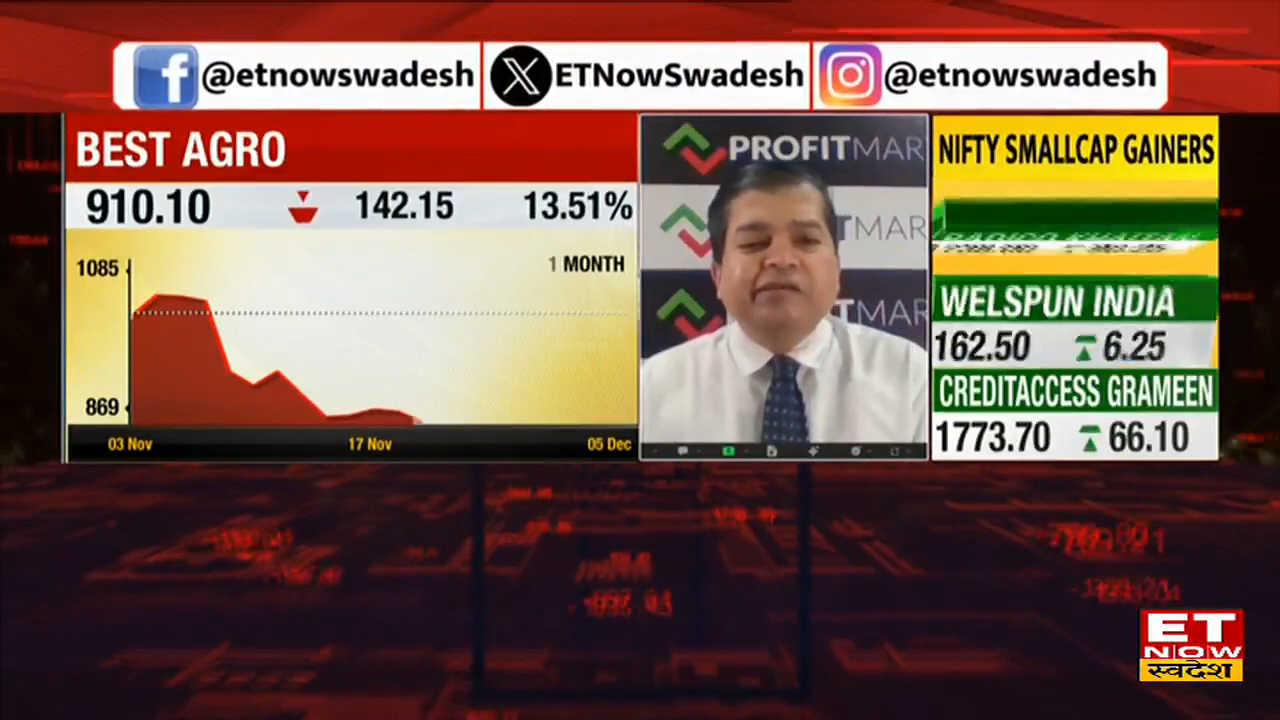 @etnowswadesh
ETNowSwadesh
@etnowswadesh
BEST AGRO
910.10 142.15 13.51%
1 MONTH
1085
869
03 Nov 17 Nov 05 Dec
PROFITMAR
TMAR
TMAR
NIFTY SMALLCAP GAINERS
WELSPUN INDIA
162.50 6.25
CREDITACCESS GRAMEEN
1773.70 66.10
ET
NOW
स्वदेश